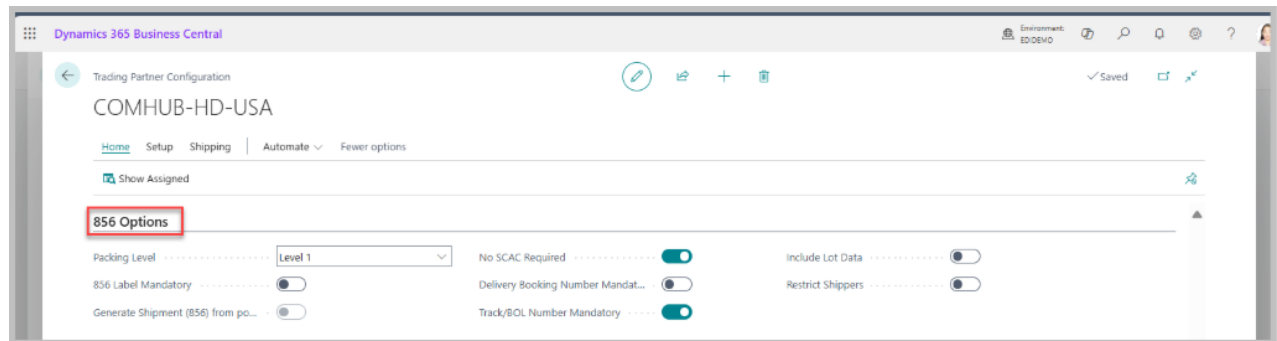 Dynamics 365 Business Central
Environment:
EDIDEMO
Trading Partner Configuration
Saved
COMHUB-HD-USA
Home Setup Shipping Automate Fewer options
Show Assigned
856 Options
Packing Level Level 1 No SCAC Required Include Lot Data
856 Label Mandatory Delivery Booking Number Mandat... Restrict Shippers
Generate Shipment (856) from po... Track/BOL Number Mandatory